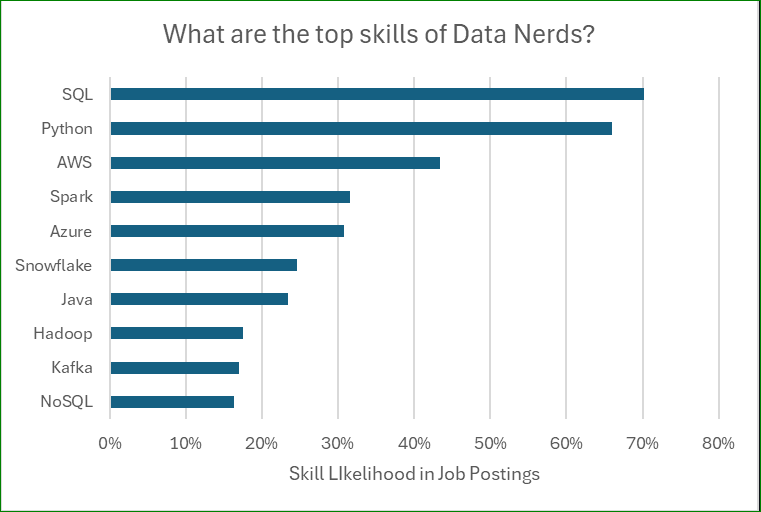 What are the top skills of Data Nerds?
SQL
Python
AWS
Spark
Azure
Snowflake
Java
Hadoop
Kafka
NoSQL
0% 10% 20% 30% 40% 50% 60% 70% 80%
Skill LIkelihood in Job Postings